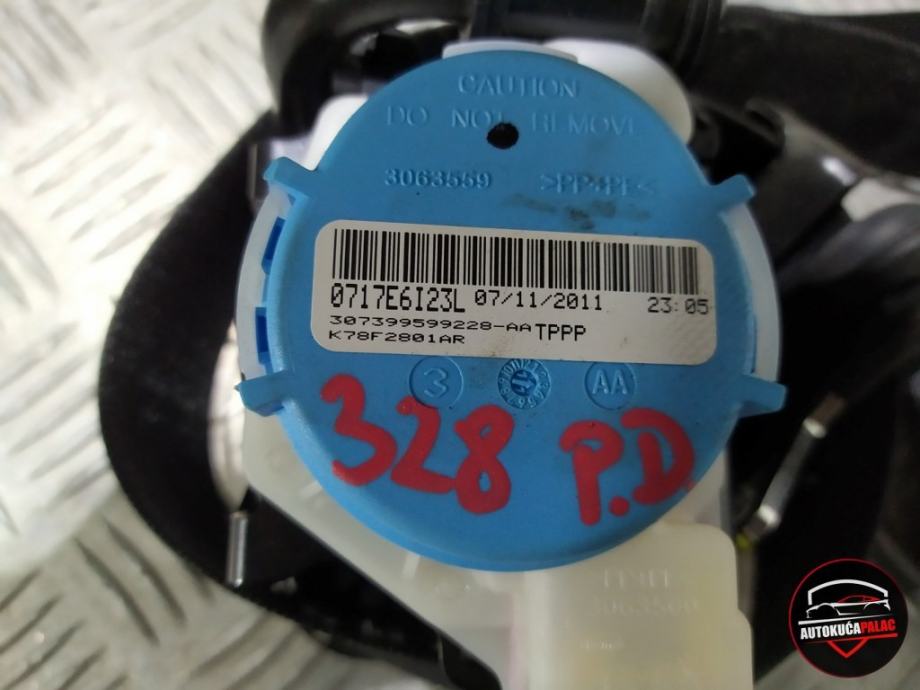 CAUTION
DO NOT REMOVE
3063559 >PP+PE<
0717E6I23L 07/11/2011 23:05
307399599228-AA TPPP
K78F2801AR
3 AA
328 P.D.
AUTOKUĆA PALAC